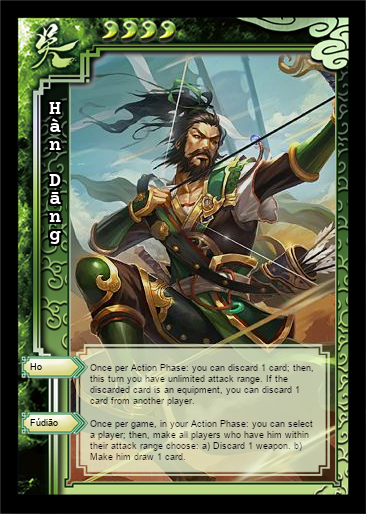 吴
Hàn Dāng
Ho
Once per Action Phase: you can discard 1 card; then,
this turn you have unlimited attack range. If the
discarded card is an equipment, you can discard 1
card from another player.
Fúdiāo
Once per game, in your Action Phase: you can select
a player; then, make all players who have him within
their attack range choose: a) Discard 1 weapon. b)
Make him draw 1 card.